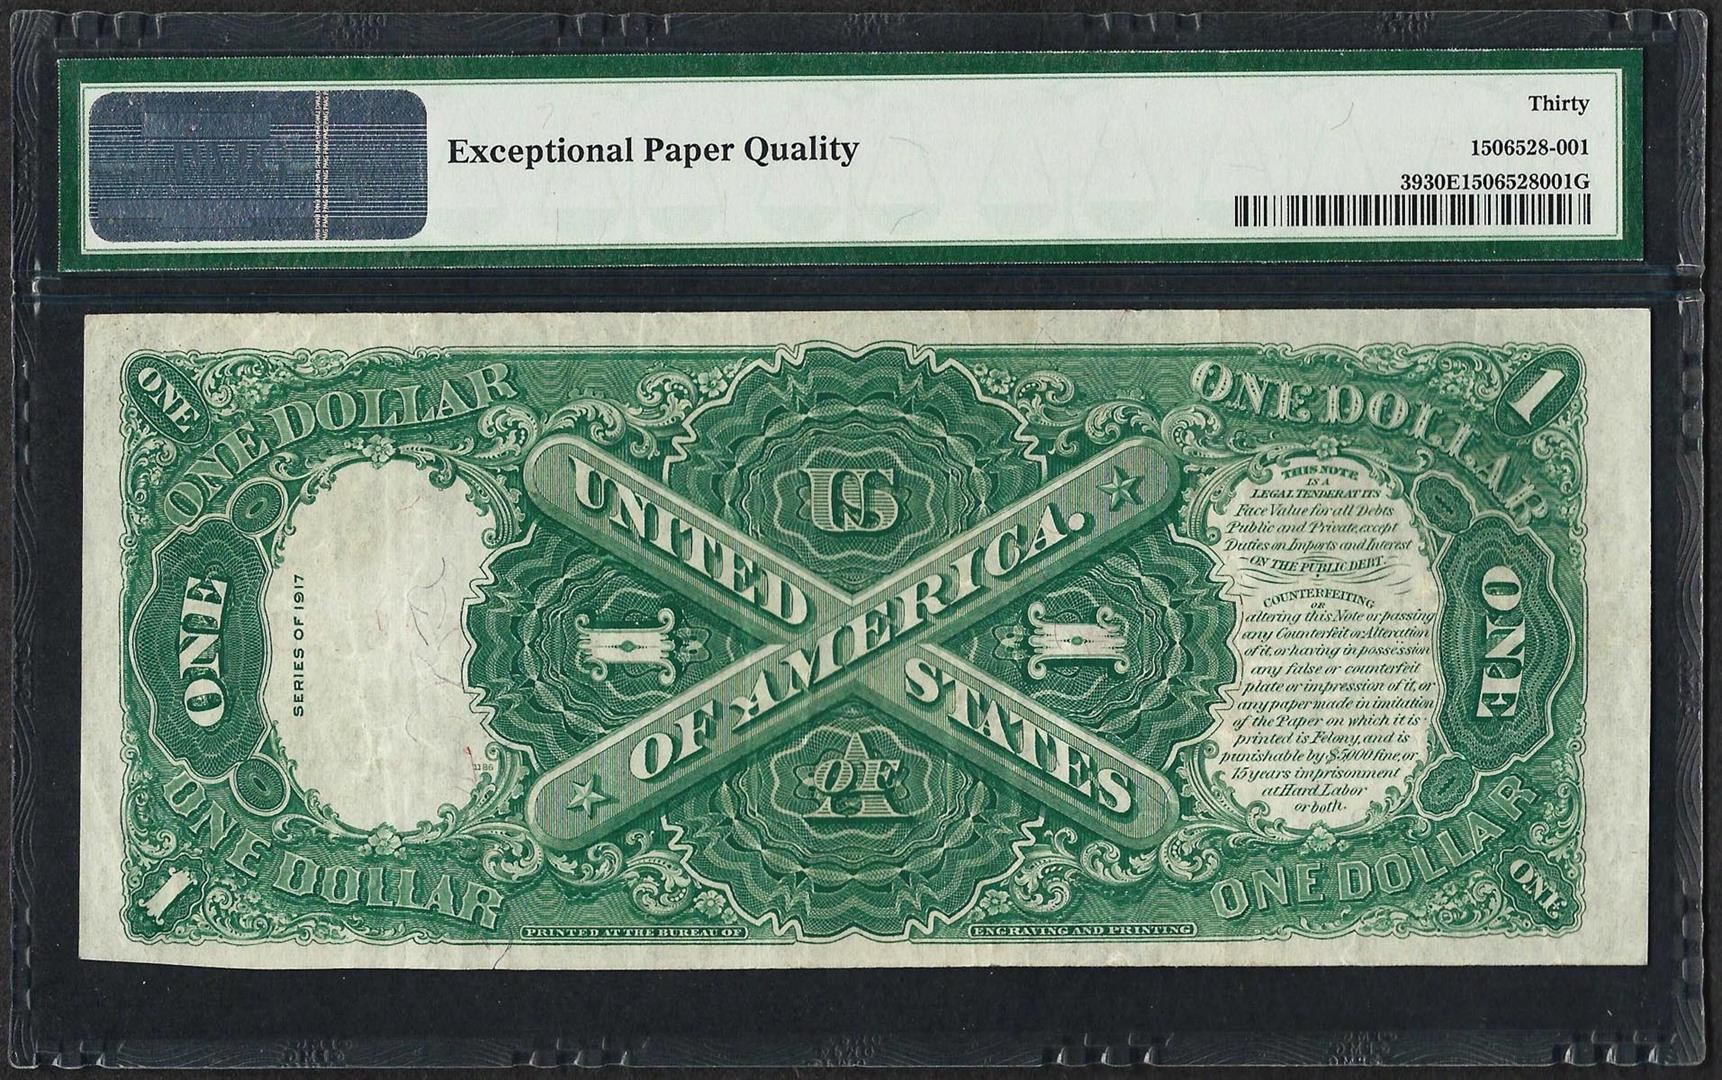 Exceptional Paper Quality
Thirty
1506528-001
3930E1506528001G
ONE
ONE DOLLAR
ONE DOLLAR
1
US
UNITED
STATES
OF AMERICA.
ONE
SERIES OF 1917
1
1
THIS NOTE
IS A
LEGAL TENDER AT ITS
Face Value for all Debts
Public and Private, except
Duties on Imports and Interest
ON THE PUBLIC DEBT.
COUNTERFEITING
OR
altering this Note or passing
any Counterfeit or Alteration
of it, or having in possession
any false or counterfeit
plate or impression of it, or
any paper made in imitation
of the Paper on which it is
printed is Felony, and is
punishable by $5000 fine, or
15 years imprisonment
at Hard Labor
or both.
ONE
1186
OF
A
ONE DOLLAR
ONE DOLLAR
1
ONE
PRINTED AT THE BUREAU OF
ENGRAVING AND PRINTING